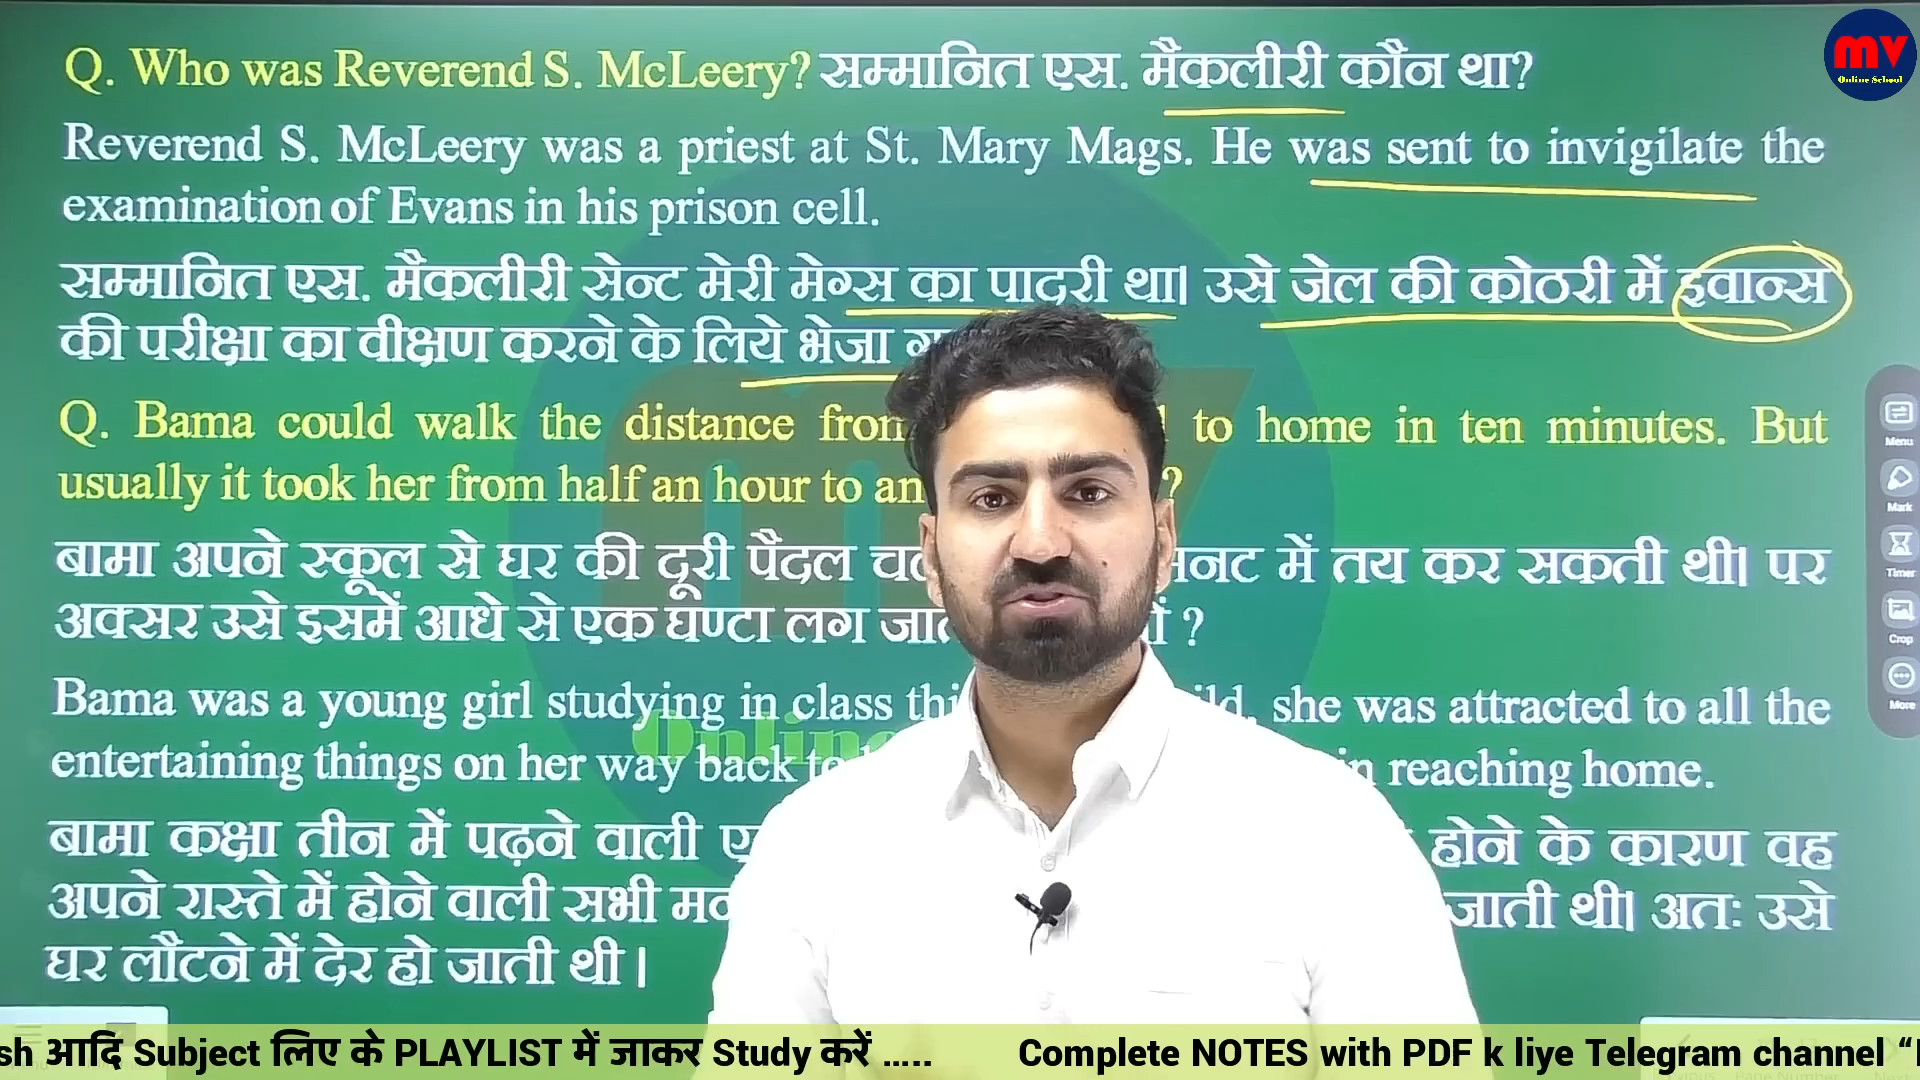 Q. Who was Reverend S. McLeery? सम्मानित एस. मैकलीरी कौन था?
Reverend S. McLeery was a priest at St. Mary Mags. He was sent to invigilate the
examination of Evans in his prison cell.
सम्मानित एस. मैकलीरी सेन्ट मेरी मेग्स का पादरी था। उसे जेल की कोठरी में इवान्स
की परीक्षा का वीक्षण करने के लिये भेजा
Q. Bama could walk the distance from to home in ten minutes. But
usually it took her from half an hour to an ?
बामा अपने स्कूल से घर की दूरी पैदल में तय कर सकती थी। पर
अक्सर उसे इसमें आधे से एक घण्टा लग ?
Bama was a young girl studying in class she was attracted to all the
entertaining things on her way back in reaching home.
बामा कक्षा तीन में पढ़ने वाली होने के कारण वह
अपने रास्ते में होने वाली सभी जाती थी। अतः उसे
घर लौटने में देर हो जाती थी।
MV
Online School
Menu
Mark
Timer
Crop
More
Online
sh आदि Subject लिए के PLAYLIST में जाकर Study करें ..... Complete NOTES with PDF k liye Telegram channel “